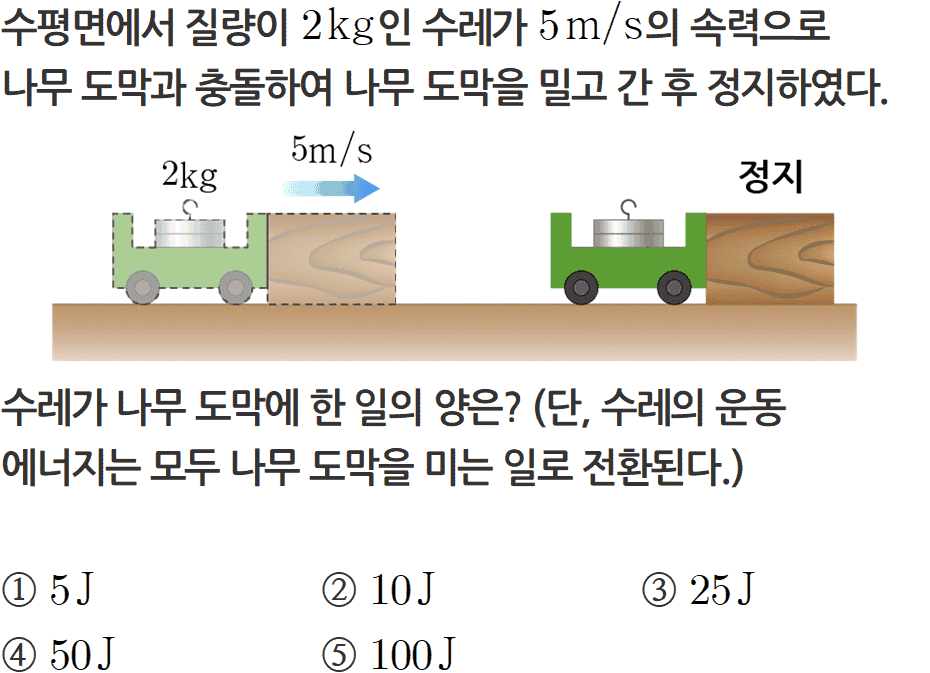 수평면에서 질량이 2kg인 수레가 5m/s의 속력으로
나무 도막과 충돌하여 나무 도막을 밀고 간 후 정지하였다.
5m/s
2kg
정지
수레가 나무 도막에 한 일의 양은? (단, 수레의 운동
에너지는 모두 나무 도막을 미는 일로 전환된다.)
① 5J ② 10J ③ 25J
④ 50J ⑤ 100J